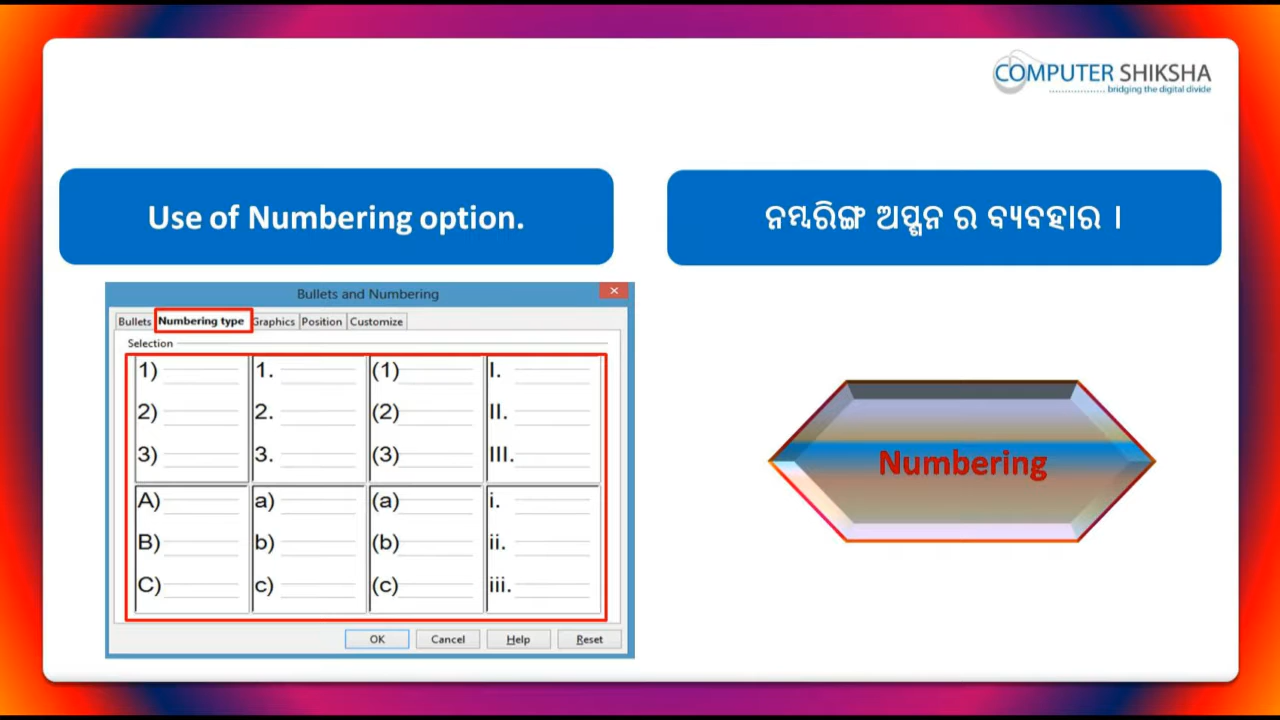 COMPUTER SHIKSHA
bridging the digital divide
Use of Numbering option.
ନମ୍ବରିଙ୍ଗ ଅପ୍ଶନ ର ବ୍ୟବହାର ।
Bullets and Numbering
Bullets Numbering type Graphics Position Customize
Selection
1) 1. (1) I.
2) 2. (2) II.
3) 3. (3) III.
A) a) (a) i.
B) b) (b) ii.
C) c) (c) iii.
OK Cancel Help Reset
Numbering